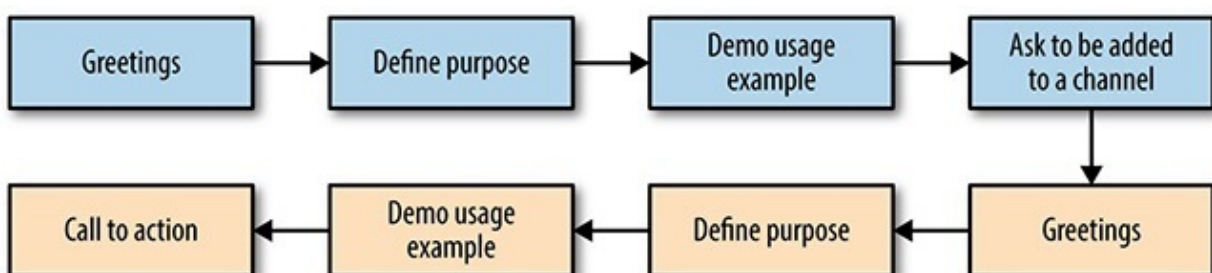 Greetings
Define purpose
Demo usage
example
Ask to be added
to a channel
Greetings
Define purpose
Demo usage
example
Call to action